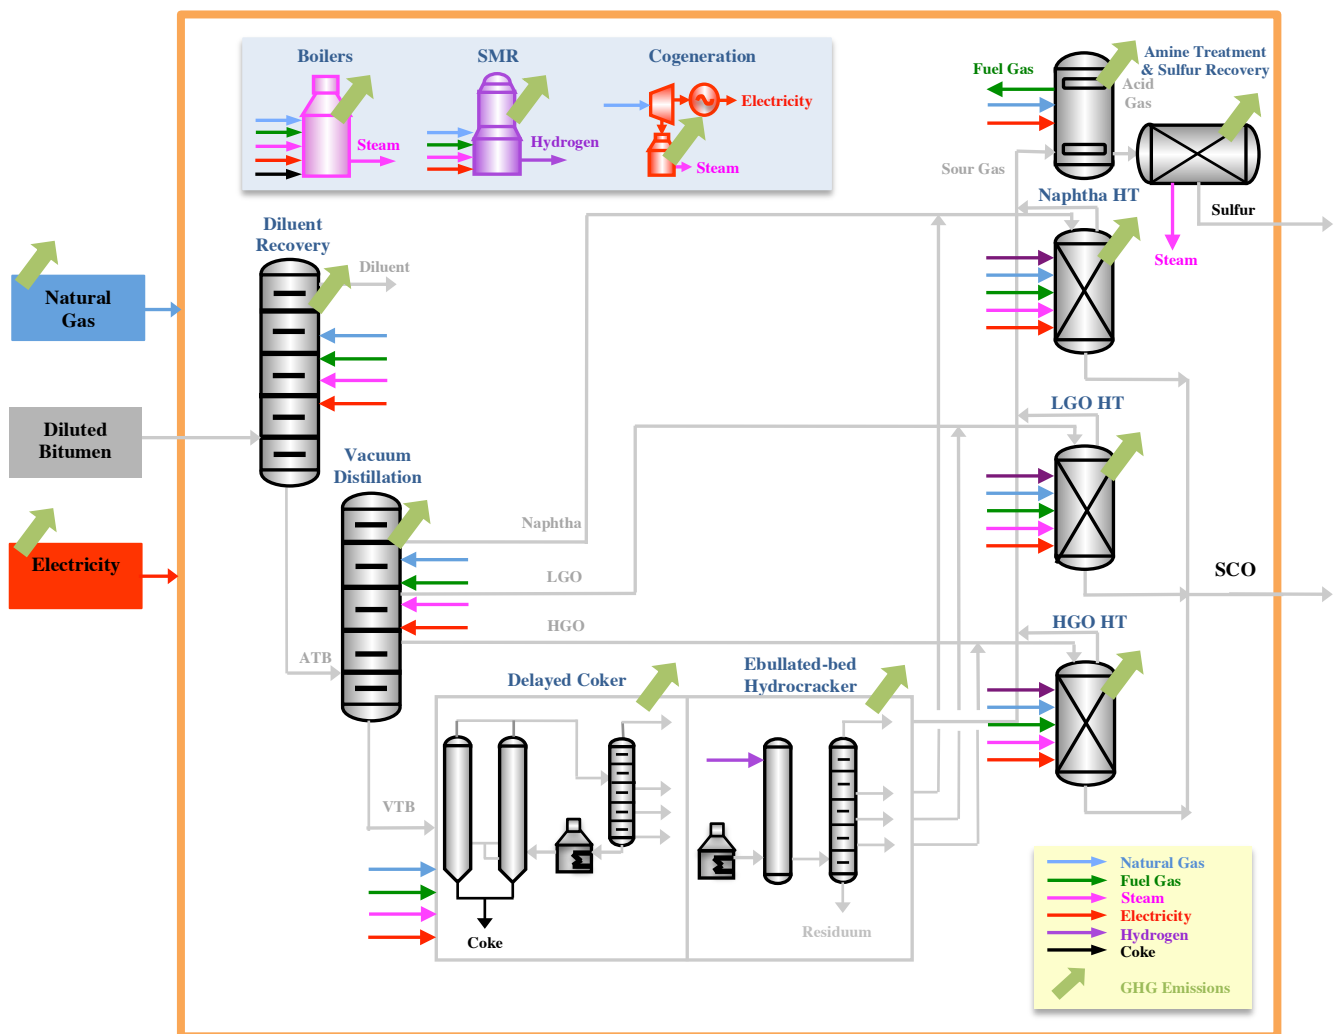 Boilers
SMR
Cogeneration
Amine Treatment
& Sulfur Recovery
Fuel Gas
Acid
Gas
Electricity
Steam
Hydrogen
Steam
Sour Gas
Naphtha HT
Sulfur
Steam
Diluent
Recovery
Diluent
Natural
Gas
Diluted
Bitumen
LGO HT
Vacuum
Distillation
Naphtha
Electricity
LGO
SCO
HGO
HGO HT
ATB
Delayed Coker
Ebullated-bed
Hydrocracker
VTB
Coke
Residuum
Natural Gas
Fuel Gas
Steam
Electricity
Hydrogen
Coke
GHG Emissions